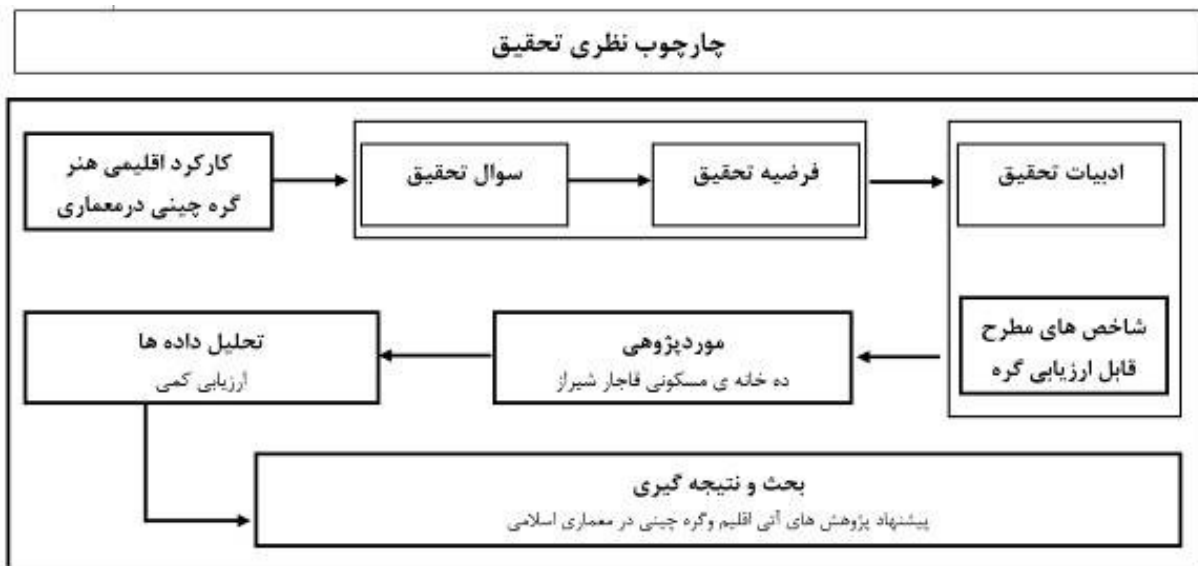 چارچوب نظری تحقیق
کارکرد اقلیمی هنر
گره چینی درمعماری
سوال تحقیق
فرضیه تحقیق
ادبیات تحقیق
شاخص های مطرح
قابل ارزیابی گره
موردپژوهی
ده خانه ی مسکونی قاجار شیراز
تحلیل داده ها
ارزیابی کمی
بحث و نتیجه گیری
پیشنهاد پژوهش های آتی اقلیم وگره چینی در معماری اسلامی